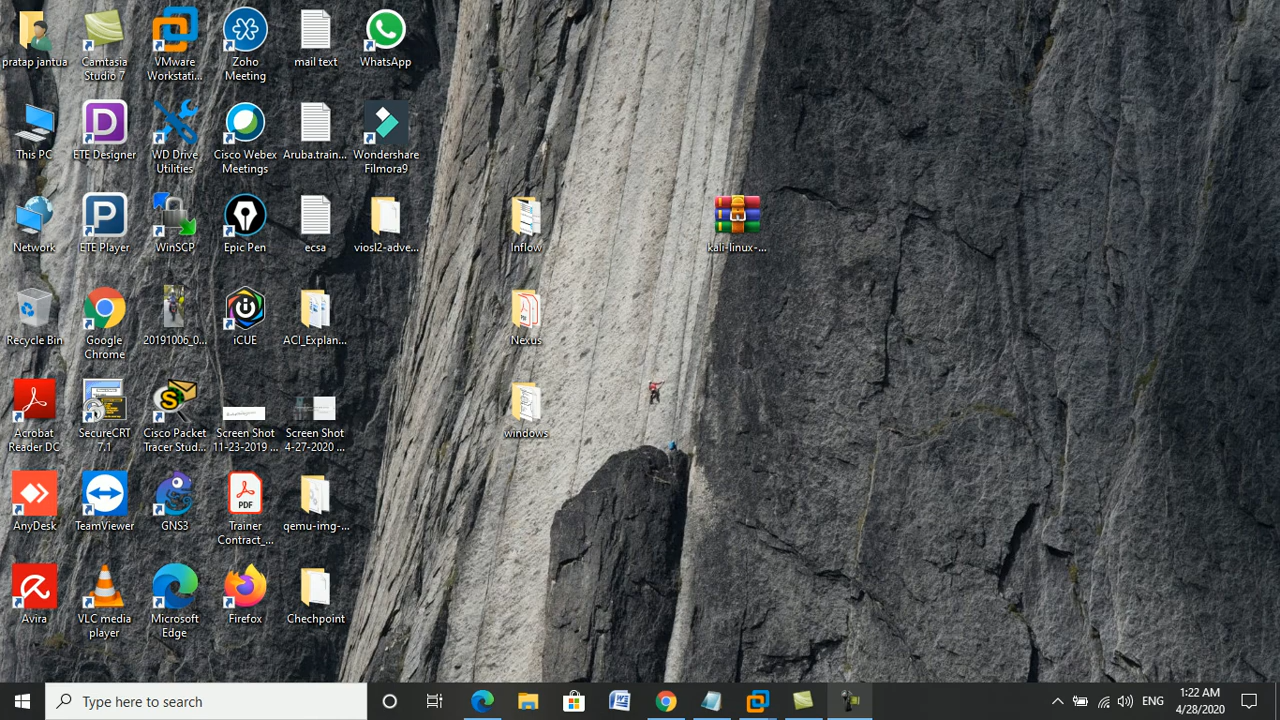 pratap jantua
Camtasia
Studio 7
VMware
Workstati...
Zoho
Meeting
mail text
WhatsApp
This PC
ETE Designer
WD Drive
Utilities
Cisco Webex
Meetings
Aruba.train...
Wondershare
Filmora9
Network
ETE Player
WinSCP
Epic Pen
ecsa
viosl2-adve...
Inflow
kali-linux-...
Recycle Bin
Google
Chrome
20191006_0...
iCUE
ACI_Explan...
Nexus
Acrobat
Reader DC
SecureCRT
7.1
Cisco Packet
Tracer Stud...
Screen Shot
11-23-2019 ...
Screen Shot
4-27-2020 ...
windows
AnyDesk
TeamViewer
GNS3
PDF
Trainer
Contract_...
qemu-img-...
Avira
VLC media
player
Microsoft
Edge
Firefox
Chechpoint
Type here to search
ENG
1:22 AM
4/28/2020